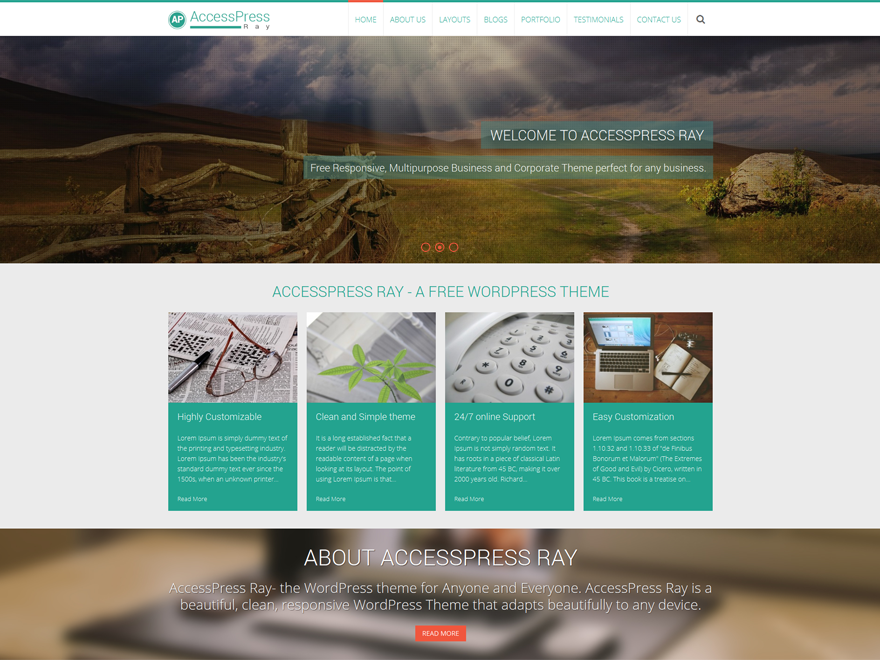 AP AccessPress
Ray
HOME ABOUT US LAYOUTS BLOGS PORTFOLIO TESTIMONIALS CONTACT US
WELCOME TO ACCESSPRESS RAY
Free Responsive, Multipurpose Business and Corporate Theme perfect for any business.
ACCESSPRESS RAY - A FREE WORDPRESS THEME
Highly Customizable
Lorem Ipsum is simply dummy text of
the printing and typesetting industry.
Lorem Ipsum has been the industry's
standard dummy text ever since the
1500s, when an unknown printer...
Read More
Clean and Simple theme
It is a long established fact that a
reader will be distracted by the
readable content of a page when
looking at its layout. The point of
using Lorem Ipsum is that...
Read More
24/7 online Support
Contrary to popular belief, Lorem
Ipsum is not simply random text. It
has roots in a piece of classical Latin
literature from 45 BC, making it over
2000 years old. Richard...
Read More
Easy Customization
Lorem Ipsum comes from sections
1.10.32 and 1.10.33 of "de Finibus
Bonorum et Malorum" (The Extremes
of Good and Evil) by Cicero, written in
45 BC. This book is a treatise on...
Read More
ABOUT ACCESSPRESS RAY
AccessPress Ray- the WordPress theme for Anyone and Everyone. AccessPress Ray is a
beautiful, clean, responsive WordPress Theme that adapts beautifully to any device.
READ MORE